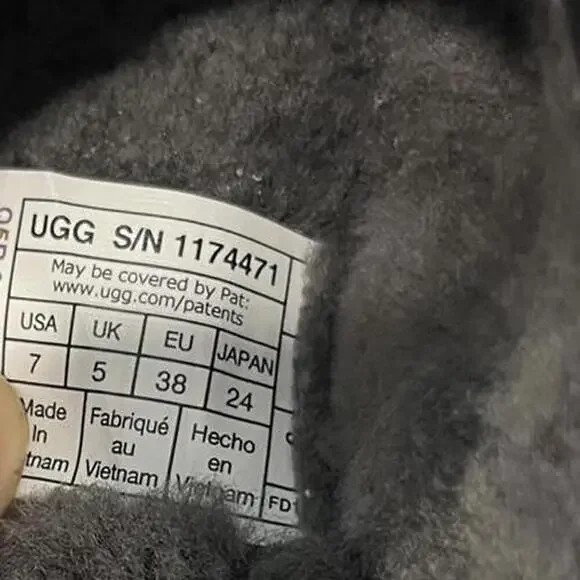 UGG S/N 1174471
May be covered by Pat:
www.ugg.com/patents
USA UK EU JAPAN
7 5 38 24
Made Fabriqué Hecho
In au en
Vietnam Vietnam
FD